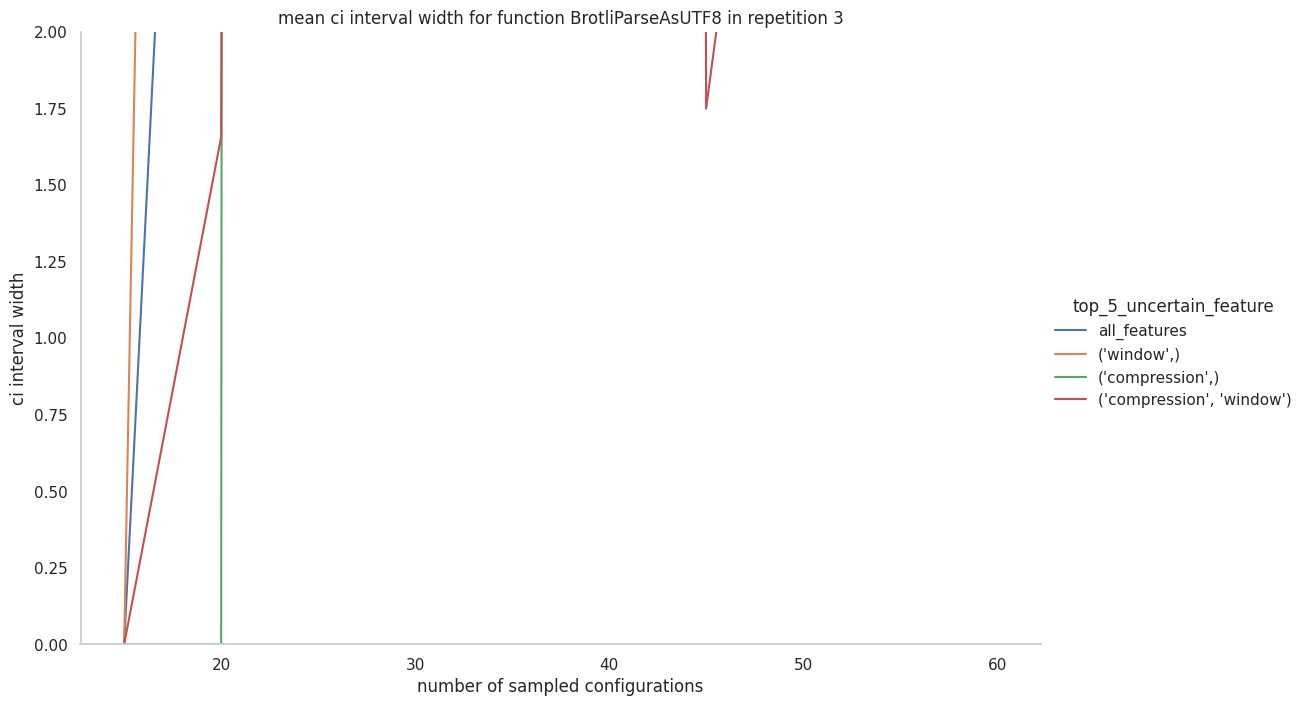 mean ci interval width for function BrotliParseAsUTF8 in repetition 3
2.00
1.75
1.50
1.25
1.00
0.75
0.50
0.25
0.00
ci interval width
20
30
40
50
60
number of sampled configurations
top_5_uncertain_feature
all_features
('window',)
('compression',)
('compression', 'window')